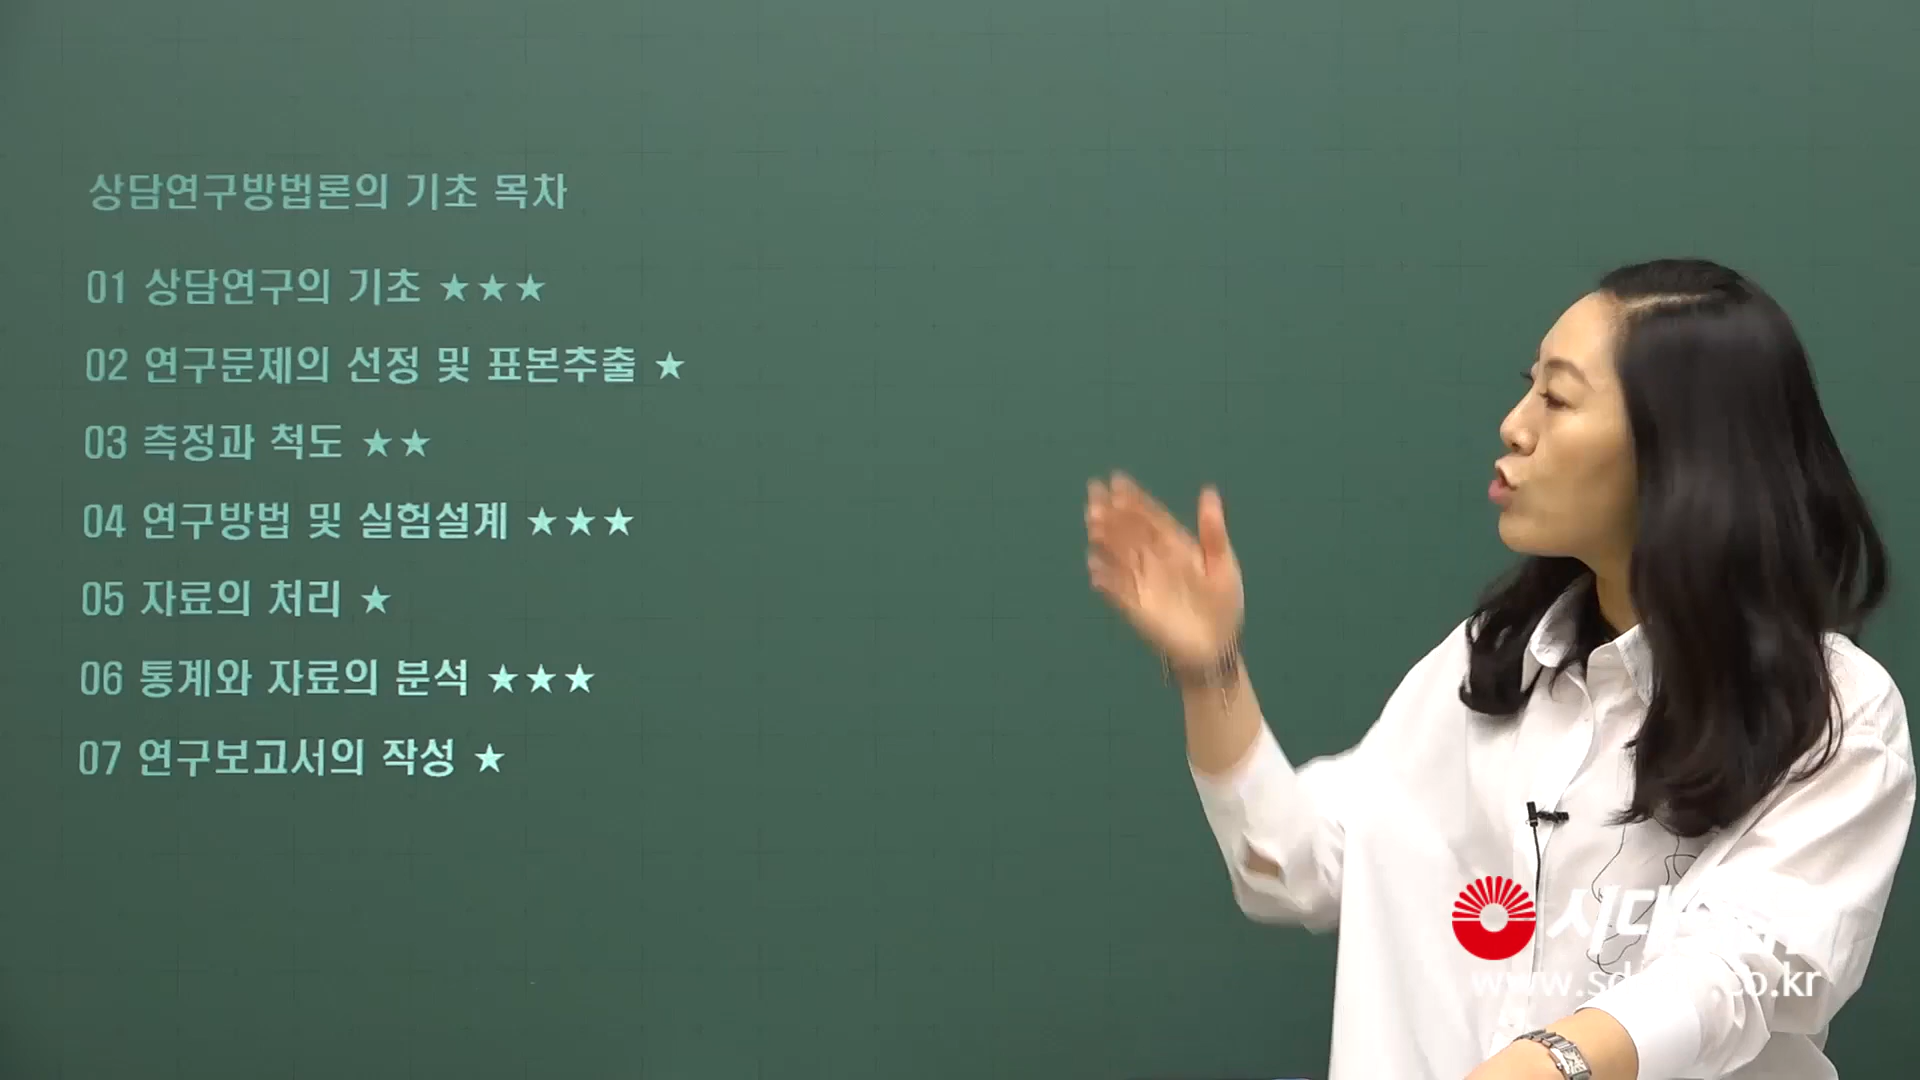 상담연구방법론의 기초 목차
01 상담연구의 기초 ★★★
02 연구문제의 선정 및 표본추출 ★
03 측정과 척도 ★★
04 연구방법 및 실험설계 ★★★
05 자료의 처리 ★
06 통계와 자료의 분석 ★★★
07 연구보고서의 작성 ★